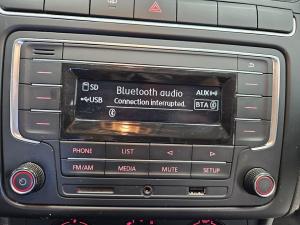 SD
Bluetooth audio
AUX
USB
Connection interrupted.
BTA
PHONE
LIST
FM/AM
MEDIA
MUTE
SETUP